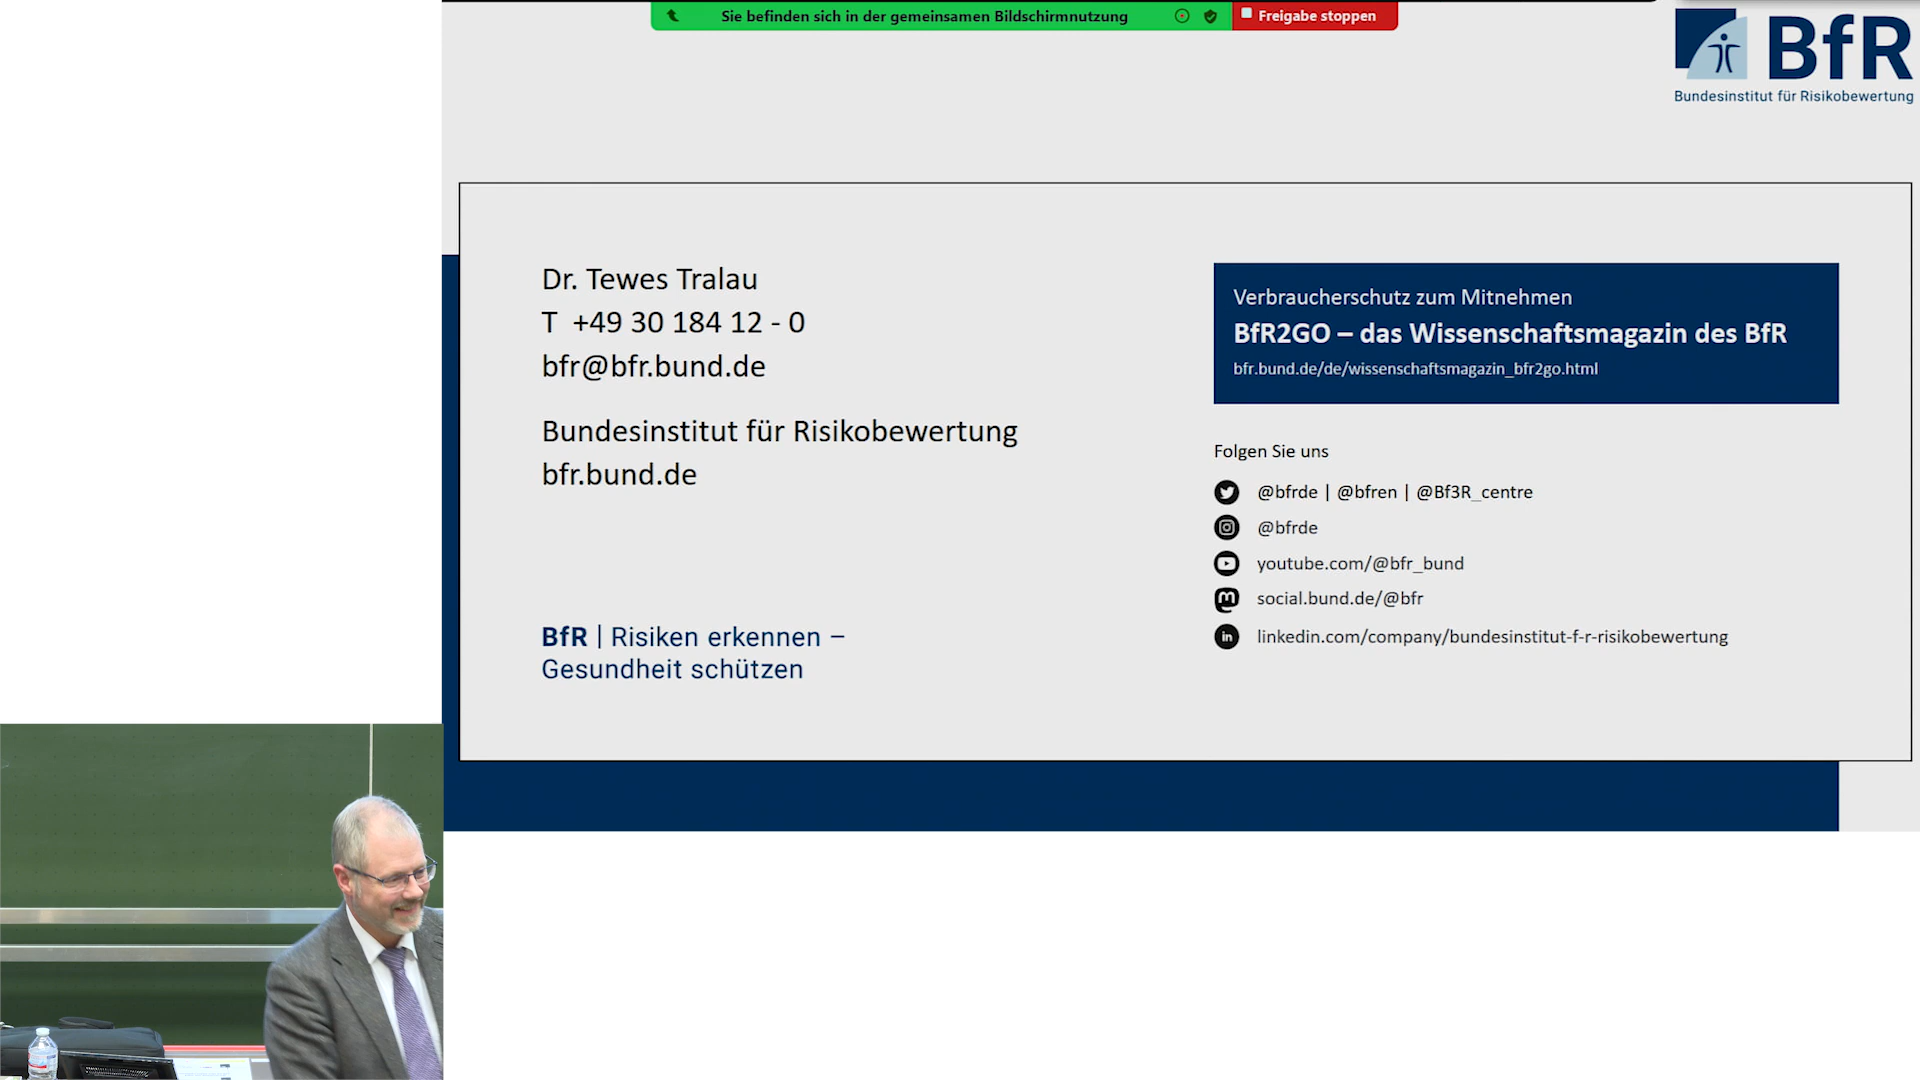 Sie befinden sich in der gemeinsamen Bildschirmnutzung
Freigabe stoppen
BfR
Bundesinstitut für Risikobewertung
Dr. Tewes Tralau
T +49 30 184 12 - 0
bfr@bfr.bund.de
Bundesinstitut für Risikobewertung
bfr.bund.de
BfR | Risiken erkennen –
Gesundheit schützen
Verbraucherschutz zum Mitnehmen
BfR2GO – das Wissenschaftsmagazin des BfR
bfr.bund.de/de/wissenschaftsmagazin_bfr2go.html
Folgen Sie uns
@bfrde | @bfren | @Bf3R_centre
@bfrde
youtube.com/@bfr_bund
social.bund.de/@bfr
in linkedin.com/company/bundesinstitut-f-r-risikobewertung